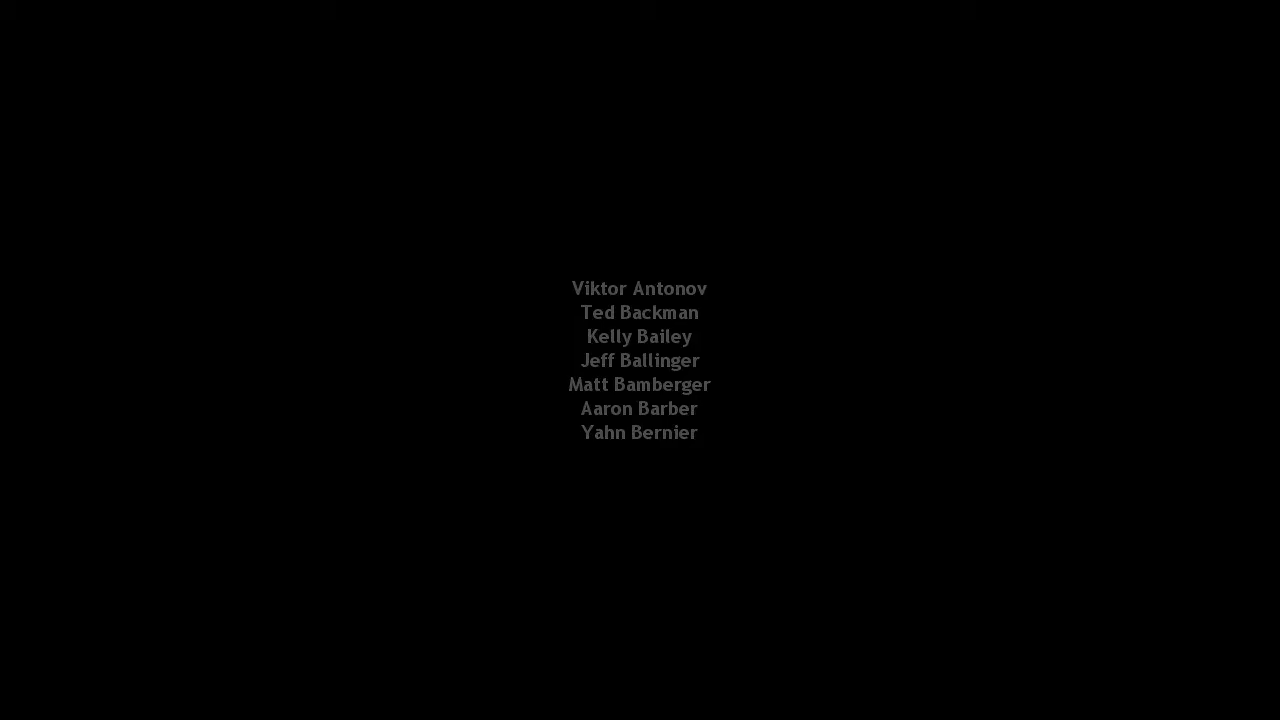 Viktor Antonov
Ted Backman
Kelly Bailey
Jeff Ballinger
Matt Bamberger
Aaron Barber
Yahn Bernier